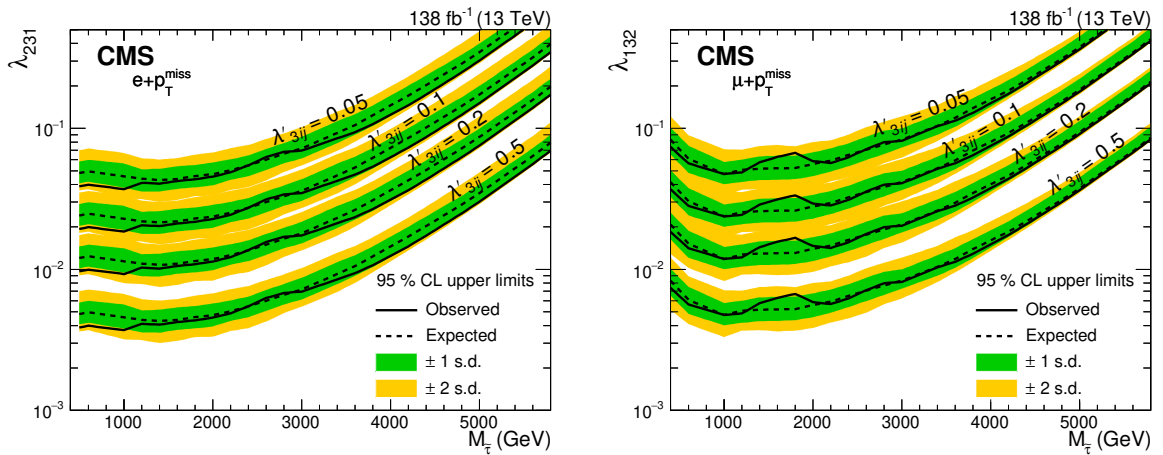 138 fb⁻¹ (13 TeV)
λ₂₃₁
CMS
e+p_T^miss
λ'₃ᵢⱼ = 0.05
λ'₃ᵢⱼ = 0.1
λ'₃ᵢⱼ = 0.2
λ'₃ᵢⱼ = 0.5
10⁻¹
10⁻²
10⁻³
95 % CL upper limits
Observed
Expected
± 1 s.d.
± 2 s.d.
1000 2000 3000 4000 5000
M_τ̃ (GeV)
138 fb⁻¹ (13 TeV)
λ₁₃₂
CMS
μ+p_T^miss
λ'₃ᵢⱼ = 0.05
λ'₃ᵢⱼ = 0.1
λ'₃ᵢⱼ = 0.2
λ'₃ᵢⱼ = 0.5
10⁻¹
10⁻²
10⁻³
95 % CL upper limits
Observed
Expected
± 1 s.d.
± 2 s.d.
1000 2000 3000 4000 5000
M_τ̃ (GeV)